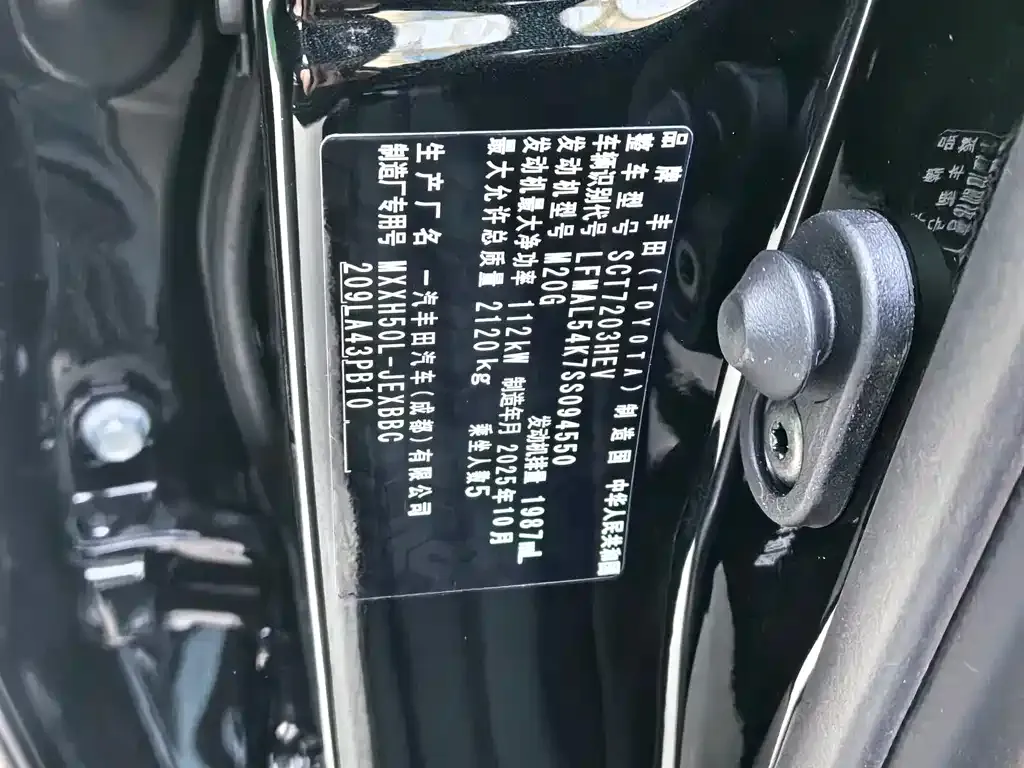 品牌 丰田(TOYOTA) 制造国 中华人民共和国
整车型号 SCT7203HEV
车辆识别代号 LFMAL54K7SS094550
发动机型号 M20G 发动机排量 1987mL
发动机最大净功率 112kW 制造年月 2025年10月
最大允许总质量 2120kg 乘坐人数5
生产厂名 一汽丰田汽车(成都)有限公司
制造厂专用号 MXXH50L-JEXBBC
209 LA43 PB10